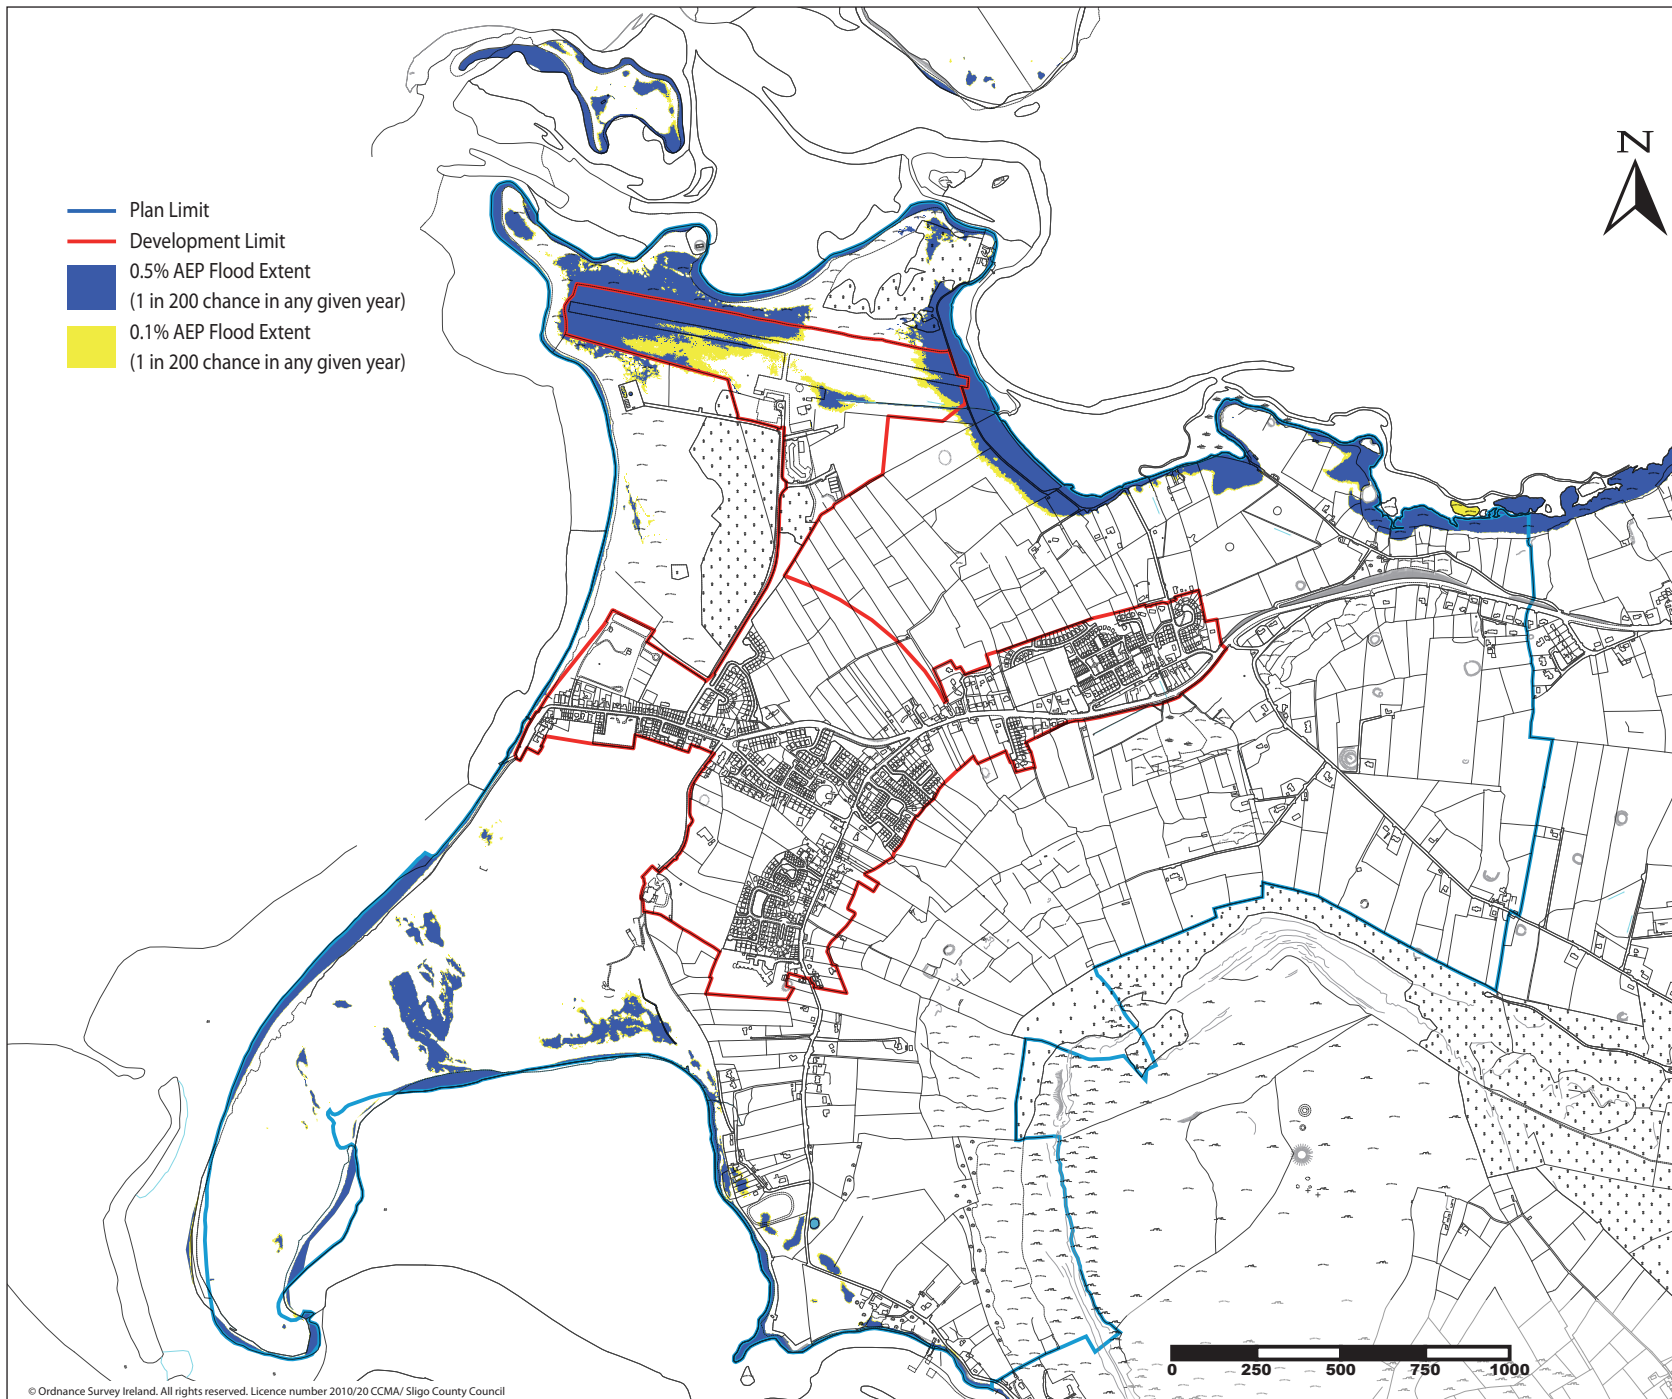 N
Plan Limit
Development Limit
0.5% AEP Flood Extent
(1 in 200 chance in any given year)
0.1% AEP Flood Extent
(1 in 200 chance in any given year)
0 250 500 750 1000
© Ordnance Survey Ireland. All rights reserved. Licence number 2010/20 CCMA/ Sligo County Council